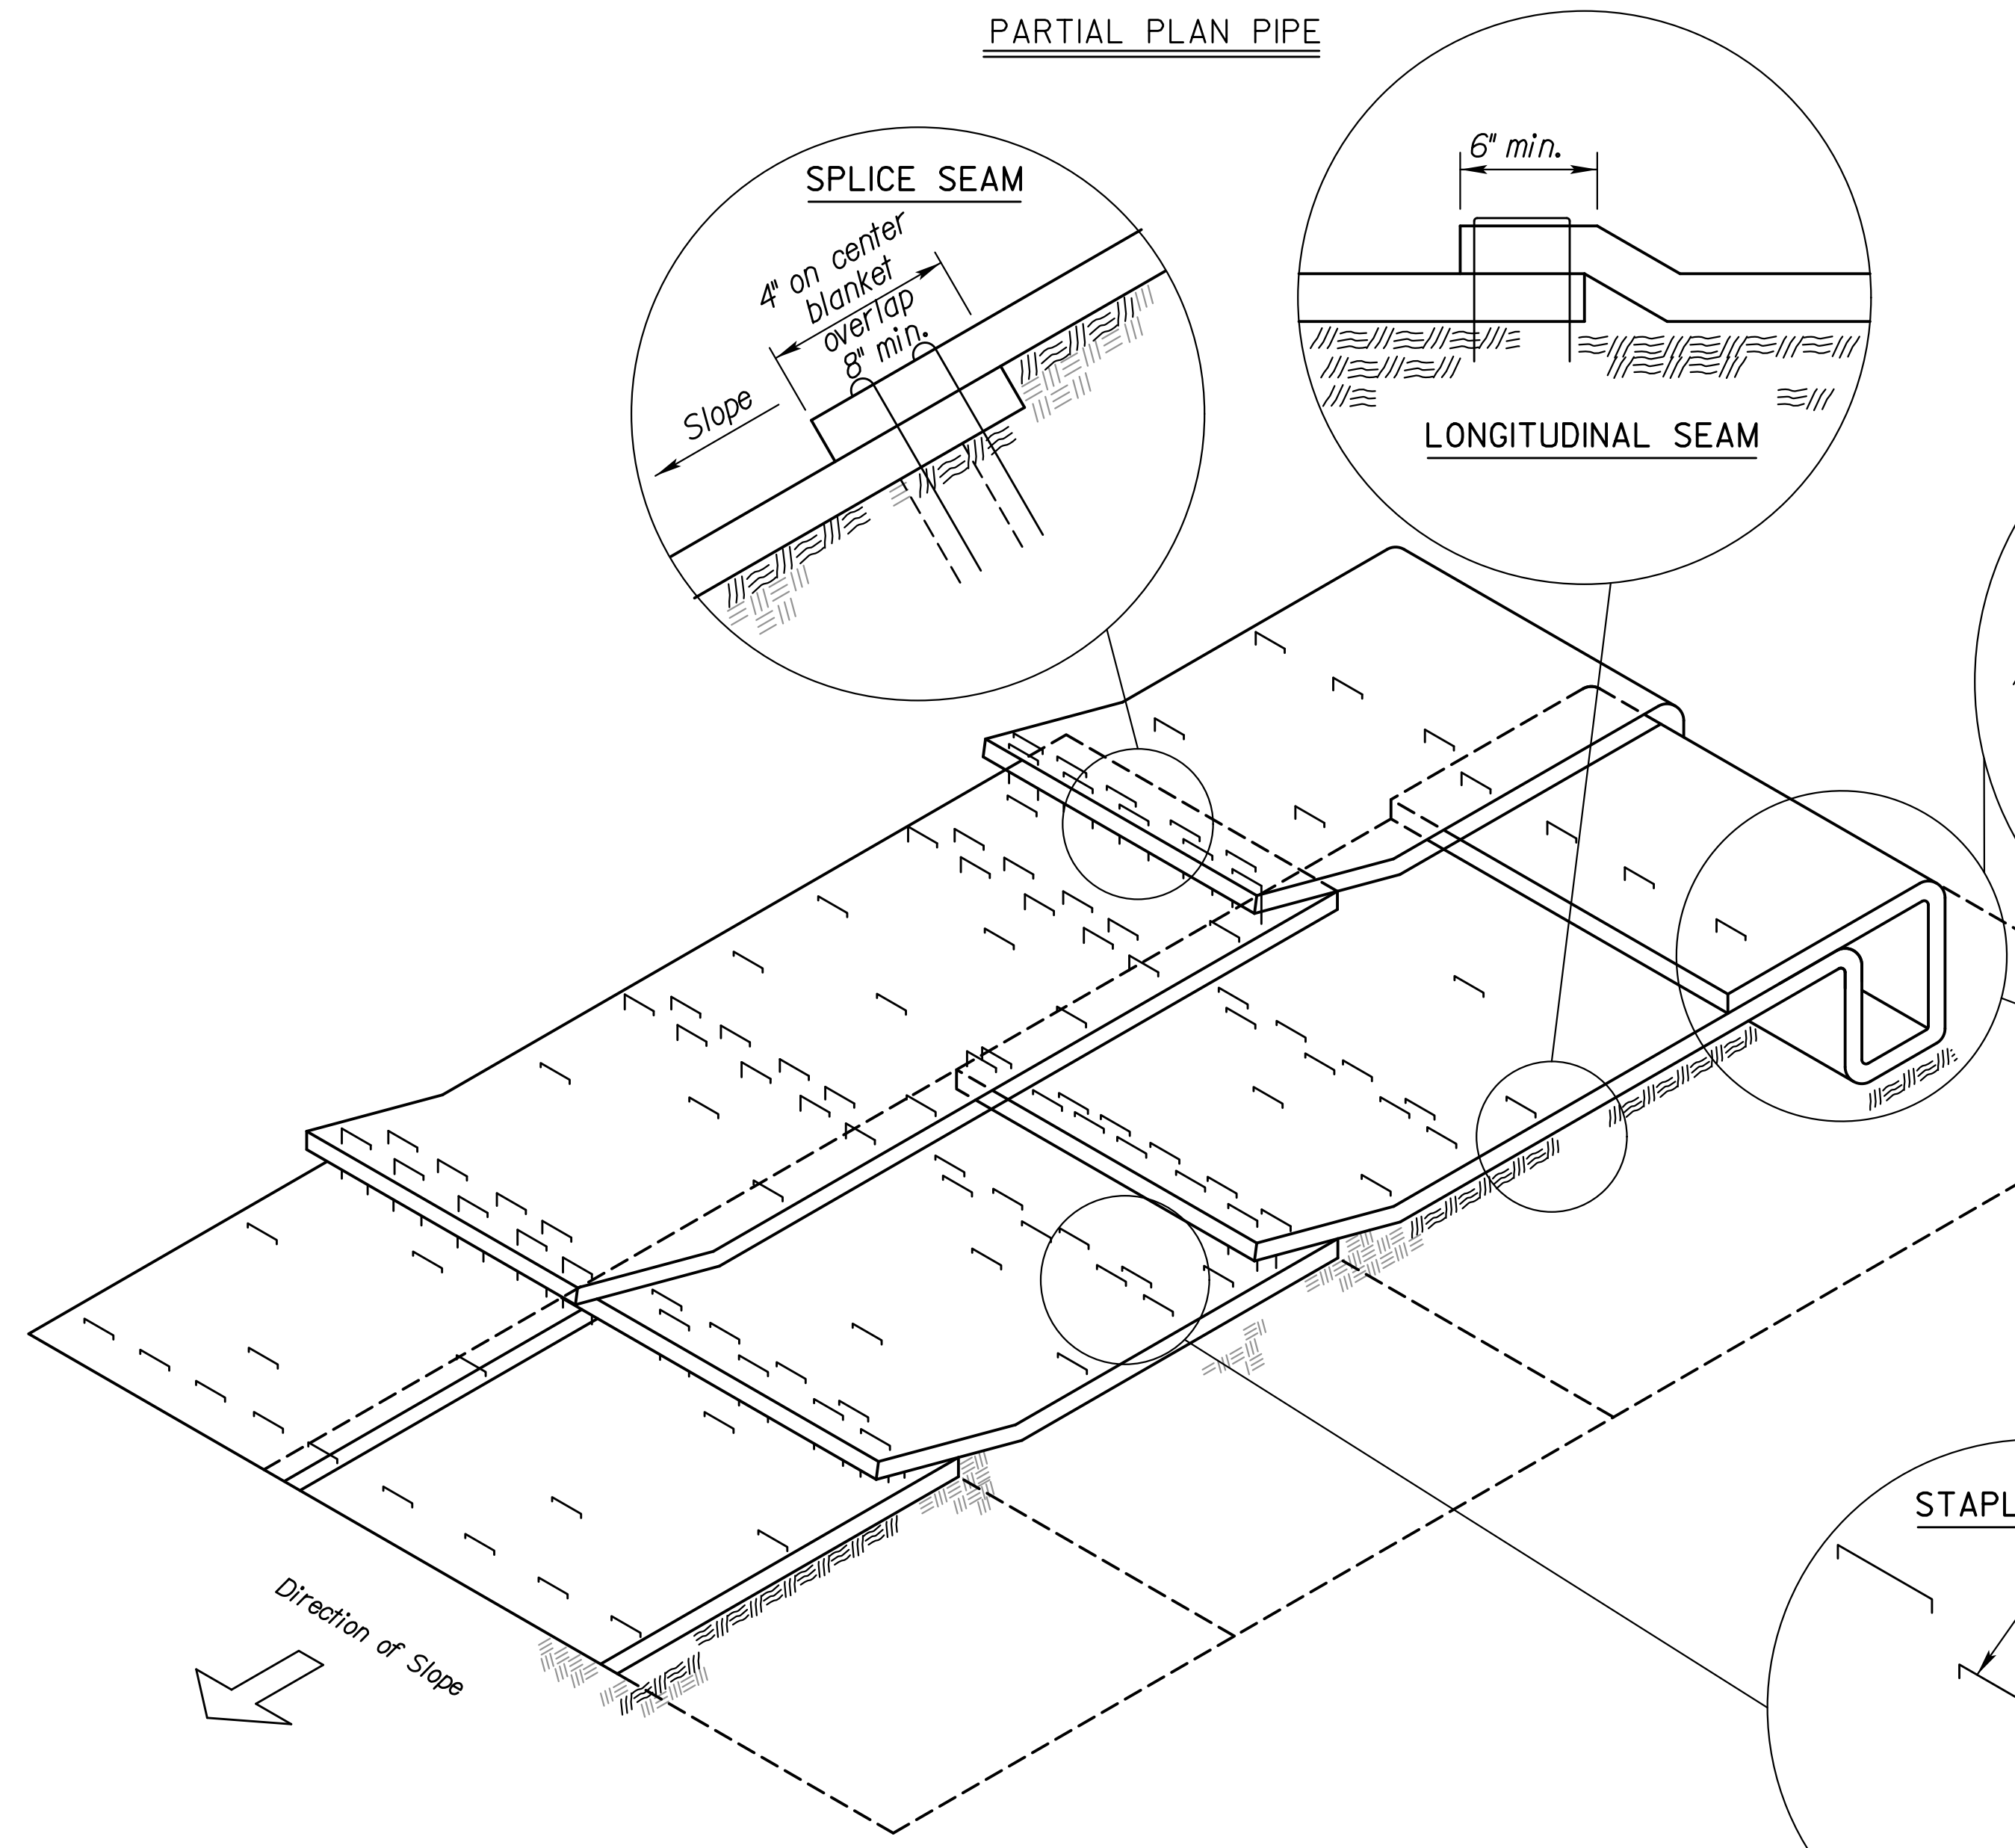 PARTIAL PLAN PIPE
SPLICE SEAM
4" on center
blanket
overlap
8" min.
Slope
6" min.
LONGITUDINAL SEAM
STAPL
Direction of Slope